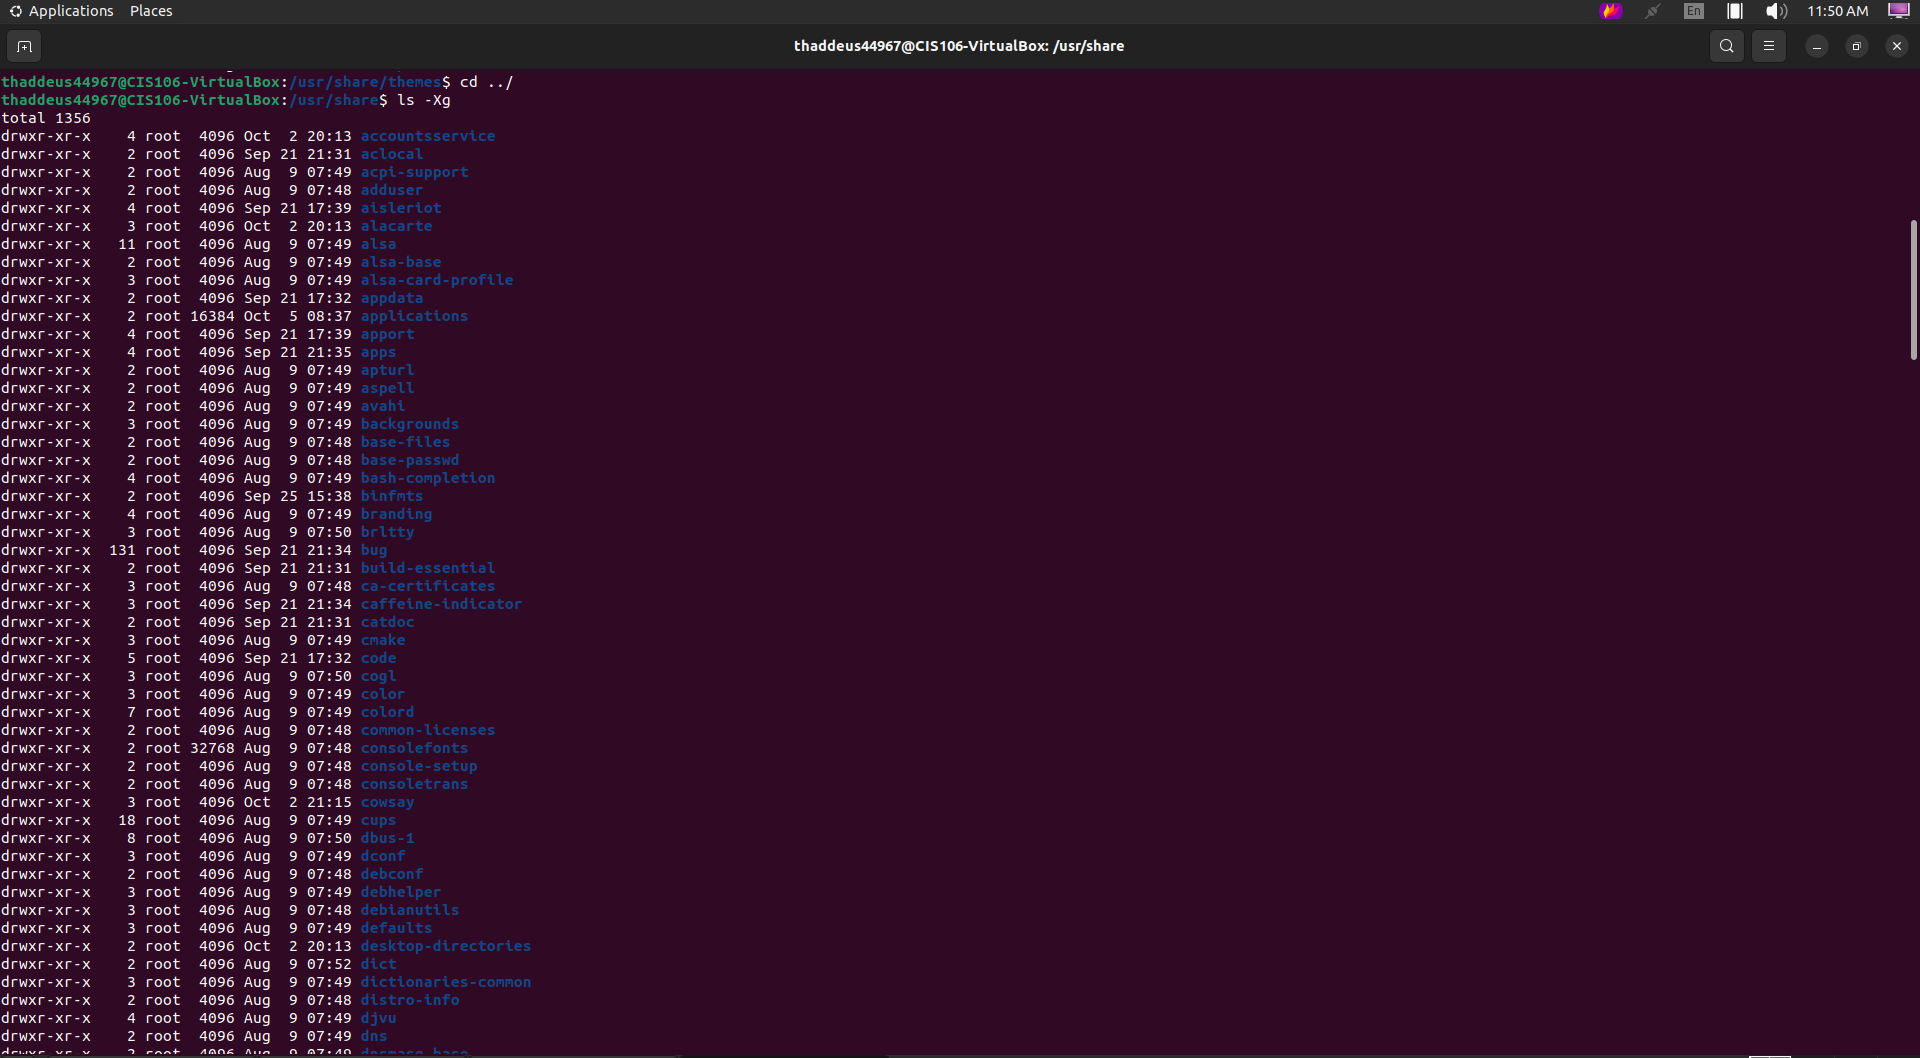 Applications Places En 11:50 AM
thaddeus44967@CIS106-VirtualBox: /usr/share
thaddeus44967@CIS106-VirtualBox:/usr/share/themes$ cd ../
thaddeus44967@CIS106-VirtualBox:/usr/share$ ls -Xg
total 1356
drwxr-xr-x 4 root 4096 Oct 2 20:13 accountsservice
drwxr-xr-x 2 root 4096 Sep 21 21:31 aclocal
drwxr-xr-x 2 root 4096 Aug 9 07:49 acpi-support
drwxr-xr-x 2 root 4096 Aug 9 07:48 adduser
drwxr-xr-x 4 root 4096 Sep 21 17:39 aisleriot
drwxr-xr-x 3 root 4096 Oct 2 20:13 alacarte
drwxr-xr-x 11 root 4096 Aug 9 07:49 alsa
drwxr-xr-x 2 root 4096 Aug 9 07:49 alsa-base
drwxr-xr-x 3 root 4096 Aug 9 07:49 alsa-card-profile
drwxr-xr-x 2 root 4096 Sep 21 17:32 appdata
drwxr-xr-x 2 root 16384 Oct 5 08:37 applications
drwxr-xr-x 4 root 4096 Sep 21 17:39 apport
drwxr-xr-x 4 root 4096 Sep 21 21:35 apps
drwxr-xr-x 2 root 4096 Aug 9 07:49 apturl
drwxr-xr-x 2 root 4096 Aug 9 07:49 aspell
drwxr-xr-x 2 root 4096 Aug 9 07:49 avahi
drwxr-xr-x 3 root 4096 Aug 9 07:49 backgrounds
drwxr-xr-x 2 root 4096 Aug 9 07:48 base-files
drwxr-xr-x 2 root 4096 Aug 9 07:48 base-passwd
drwxr-xr-x 4 root 4096 Aug 9 07:49 bash-completion
drwxr-xr-x 2 root 4096 Sep 25 15:38 binfmts
drwxr-xr-x 4 root 4096 Aug 9 07:49 branding
drwxr-xr-x 3 root 4096 Aug 9 07:50 brltty
drwxr-xr-x 131 root 4096 Sep 21 21:34 bug
drwxr-xr-x 2 root 4096 Sep 21 21:31 build-essential
drwxr-xr-x 3 root 4096 Aug 9 07:48 ca-certificates
drwxr-xr-x 3 root 4096 Sep 21 21:34 caffeine-indicator
drwxr-xr-x 2 root 4096 Sep 21 21:31 catdoc
drwxr-xr-x 3 root 4096 Aug 9 07:49 cmake
drwxr-xr-x 5 root 4096 Sep 21 17:32 code
drwxr-xr-x 3 root 4096 Aug 9 07:50 cogl
drwxr-xr-x 3 root 4096 Aug 9 07:49 color
drwxr-xr-x 7 root 4096 Aug 9 07:49 colord
drwxr-xr-x 2 root 4096 Aug 9 07:48 common-licenses
drwxr-xr-x 2 root 32768 Aug 9 07:48 consolefonts
drwxr-xr-x 2 root 4096 Aug 9 07:48 console-setup
drwxr-xr-x 2 root 4096 Aug 9 07:48 consoletrans
drwxr-xr-x 3 root 4096 Oct 2 21:15 cowsay
drwxr-xr-x 18 root 4096 Aug 9 07:49 cups
drwxr-xr-x 8 root 4096 Aug 9 07:50 dbus-1
drwxr-xr-x 3 root 4096 Aug 9 07:49 dconf
drwxr-xr-x 2 root 4096 Aug 9 07:48 debconf
drwxr-xr-x 3 root 4096 Aug 9 07:49 debhelper
drwxr-xr-x 3 root 4096 Aug 9 07:48 debianutils
drwxr-xr-x 3 root 4096 Aug 9 07:49 defaults
drwxr-xr-x 2 root 4096 Oct 2 20:13 desktop-directories
drwxr-xr-x 2 root 4096 Aug 9 07:52 dict
drwxr-xr-x 3 root 4096 Aug 9 07:49 dictionaries-common
drwxr-xr-x 2 root 4096 Aug 9 07:48 distro-info
drwxr-xr-x 4 root 4096 Aug 9 07:49 djvu
drwxr-xr-x 2 root 4096 Aug 9 07:49 dns